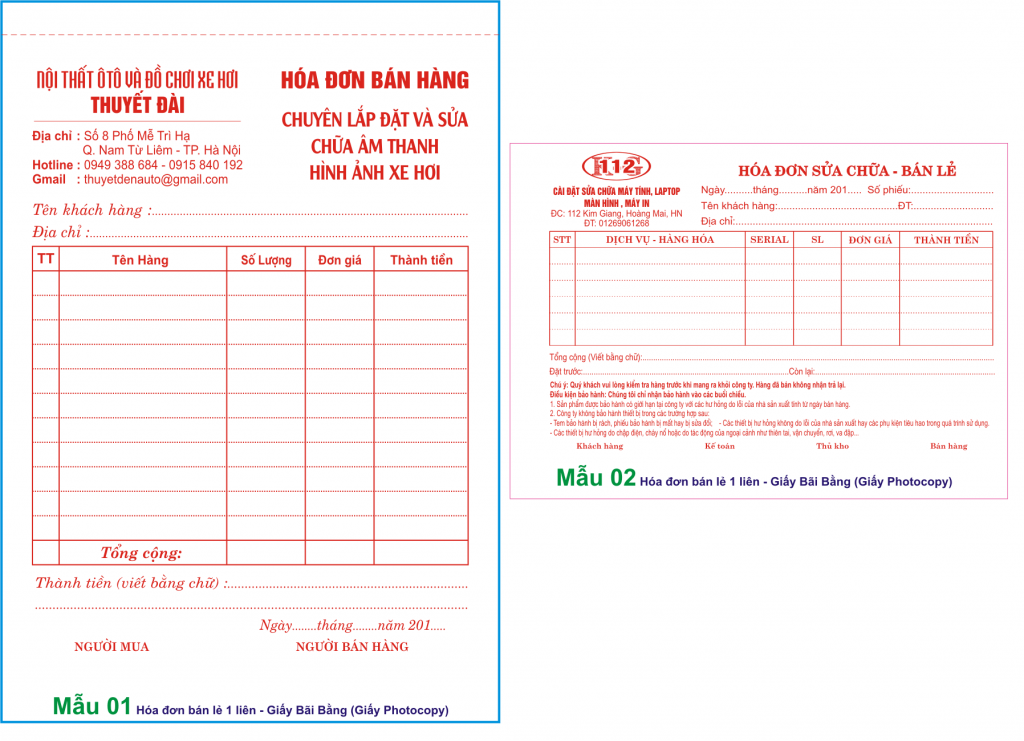 NỘI THẤT ÔTÔ VÀ ĐỒ CHƠI XE HƠI
THUYẾT ĐÀI
Địa chỉ : Số 8 Phố Mễ Trì Hạ
Q. Nam Từ Liêm - TP. Hà Nội
Hotline : 0949 388 684 - 0915 840 192
Gmail : thuyetdenauto@gmail.com
HÓA ĐƠN BÁN HÀNG
CHUYÊN LẮP ĐẶT VÀ SỬA
CHỮA ÂM THANH
HÌNH ẢNH XE HƠI
Tên khách hàng :
Địa chỉ :
TT Tên Hàng Số Lượng Đơn giá Thành tiền
Tổng cộng:
Thành tiền (viết bằng chữ) :
Ngày........tháng........năm 201.....
NGƯỜI MUA NGƯỜI BÁN HÀNG
Mẫu 01 Hóa đơn bán lẻ 1 liên - Giấy Bãi Bằng (Giấy Photocopy)
112
CÀI ĐẶT SỬA CHỮA MÁY TÍNH, LAPTOP
MÀN HÌNH , MÁY IN
ĐC: 112 Kim Giang, Hoàng Mai, HN
ĐT: 01269061268
HÓA ĐƠN SỬA CHỮA - BÁN LẺ
Ngày.........tháng..........năm 201..... Số phiếu:
Tên khách hàng: ĐT:
Địa chỉ:
STT DỊCH VỤ - HÀNG HÓA SERIAL SL ĐƠN GIÁ THÀNH TIỀN
Tổng cộng (Viết bằng chữ):
Đặt trước: Còn lại:
Chú ý: Quý khách vui lòng kiểm tra hàng trước khi mang ra khỏi công ty. Hàng đã bán không nhận trả lại.
Điều kiện bảo hành: Chúng tôi chỉ nhận bảo hành vào các buổi chiều.
1. Sản phẩm được bảo hành có giới hạn tại công ty với các hư hỏng do lỗi của nhà sản xuất tính từ ngày bán hàng.
2. Công ty không bảo hành thiết bị trong các trường hợp sau:
- Tem bảo hành bị rách, phiếu bảo hành bị mất hay bị sửa đổi; - Các thiết bị hư hỏng không do lỗi của nhà sản xuất hay các phụ kiện tiêu hao trong quá trình sử dụng.
- Các thiết bị hư hỏng do chập điện, cháy nổ hoặc do tác động của ngoại cảnh như thiên tai, vận chuyển, rơi, va đập...
Khách hàng Kế toán Thủ kho Bán hàng
Mẫu 02 Hóa đơn bán lẻ 1 liên - Giấy Bãi Bằng (Giấy Photocopy)